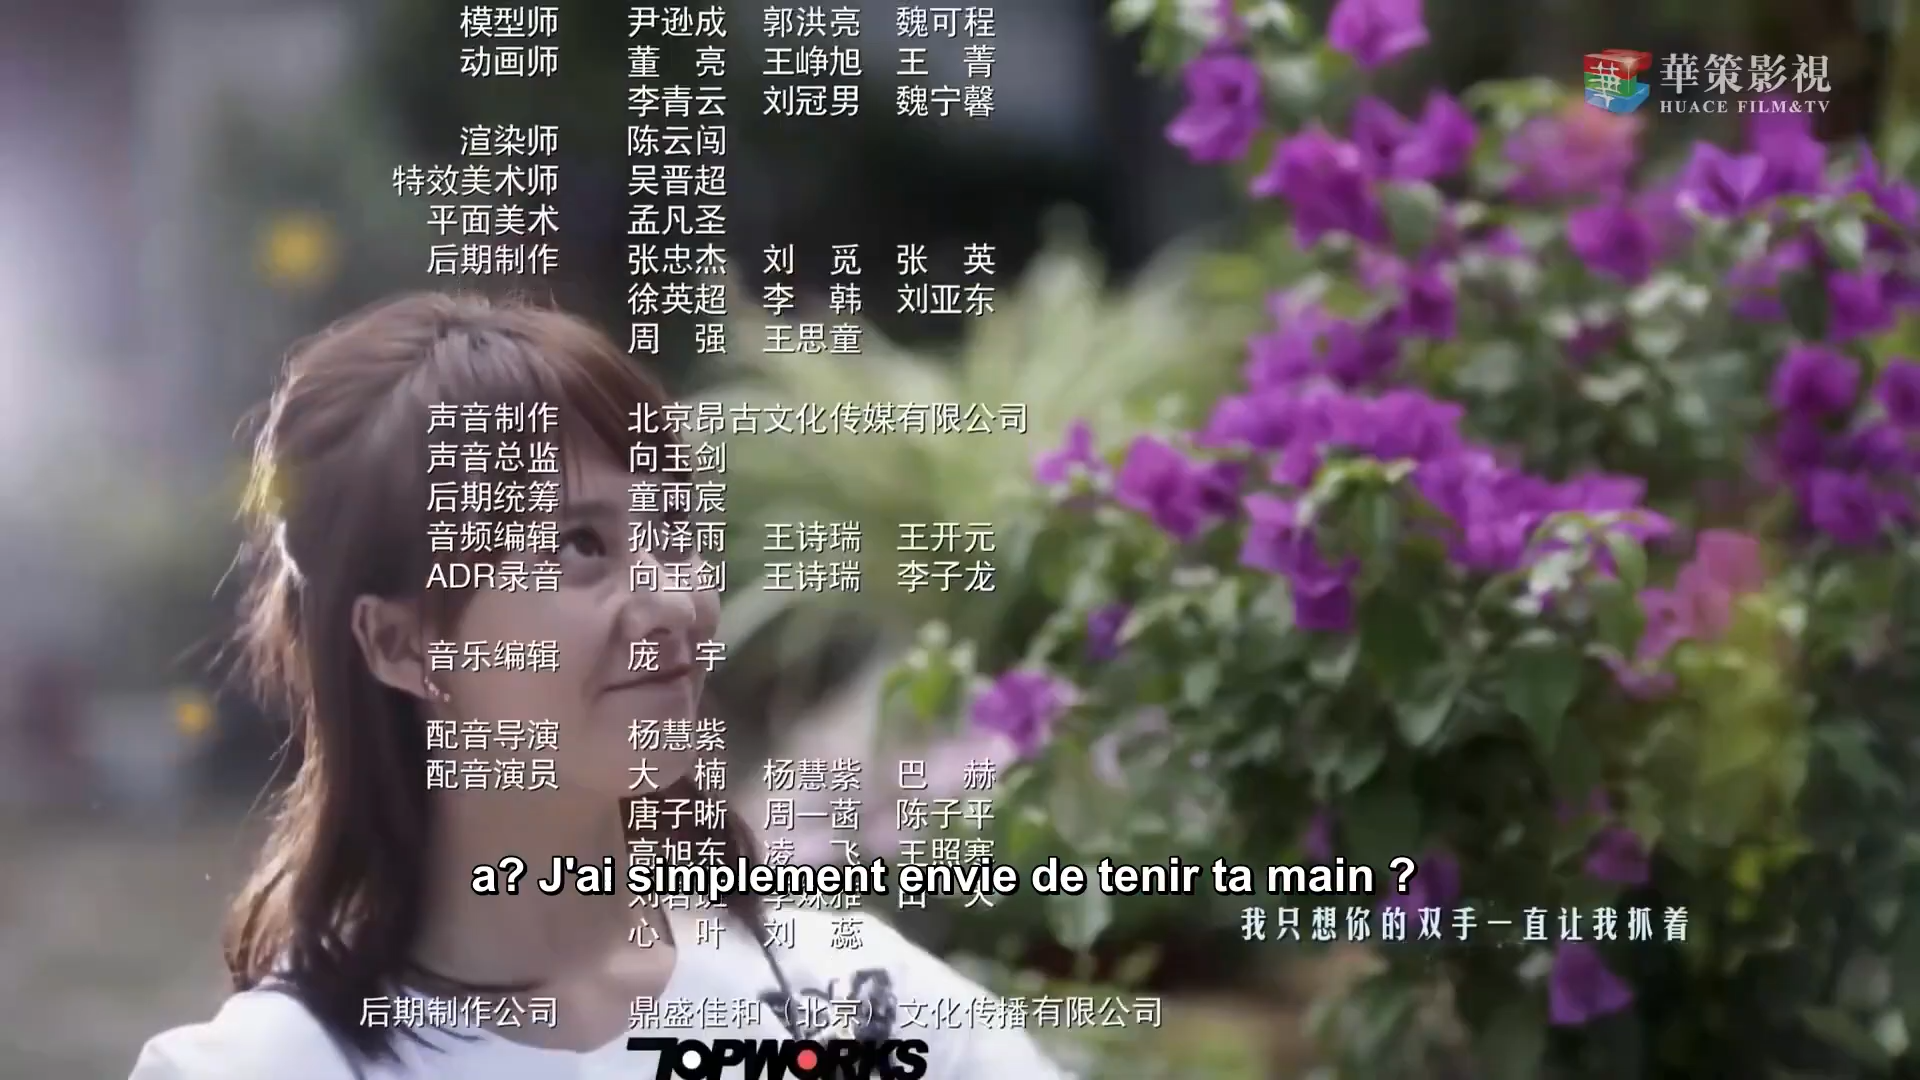 模型师 尹逊成 郭洪亮 魏可程
动画师 董 亮 王峥旭 王 菁
李青云 刘冠男 魏宁馨
華策影視
HUACE FILM&TV
渲染师 陈云闯
特效美术师 吴晋超
平面美术 孟凡圣
后期制作 张忠杰 刘 觅 张 英
徐英超 李 韩 刘亚东
周 强 王思童
声音制作 北京昂古文化传媒有限公司
声音总监 向玉剑
后期统筹 童雨宸
音频编辑 孙泽雨 王诗瑞 王开元
ADR录音 向玉剑 王诗瑞 李子龙
音乐编辑 庞 宇
配音导演 杨慧紫
配音演员 大 楠 杨慧紫 巴 赫
唐子晰 周一菡 陈子平
高旭东 凌 飞 王照寒
a? J'ai simplement envie de tenir ta main ?
我只想你的双手一直让我抓着
心 叶 刘 蕊
后期制作公司 鼎盛佳和（北京）文化传播有限公司
TOPWORKS